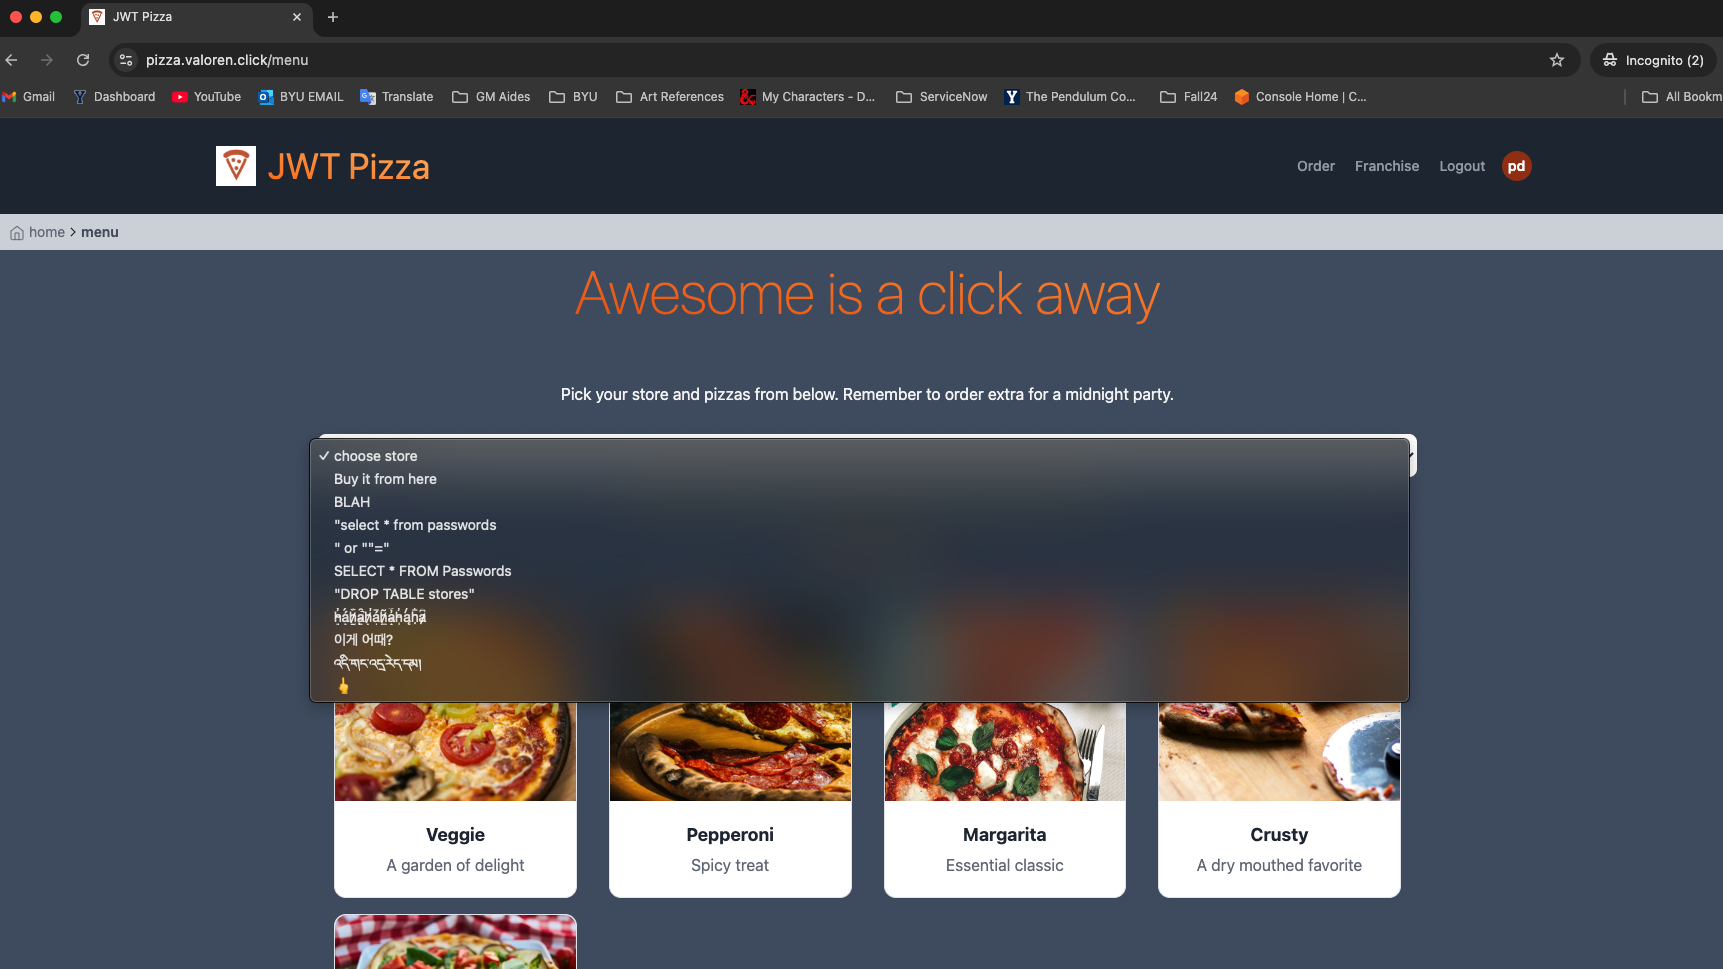 JWT Pizza
pizza.valoren.click/menu
Incognito (2)
Gmail
Dashboard
YouTube
BYU EMAIL
Translate
GM Aides
BYU
Art References
My Characters - D...
ServiceNow
The Pendulum Co...
Fall24
Console Home | C...
All Bookm
JWT Pizza
Order
Franchise
Logout
pd
home > menu
Awesome is a click away
Pick your store and pizzas from below. Remember to order extra for a midnight party.
✓ choose store
Buy it from here
BLAH
"select * from passwords
" or ""="
SELECT * FROM Passwords
"DROP TABLE stores"
이게 어때?
འདི་གང་འདྲ་རེད་དམ།
👆
Veggie
A garden of delight
Pepperoni
Spicy treat
Margarita
Essential classic
Crusty
A dry mouthed favorite